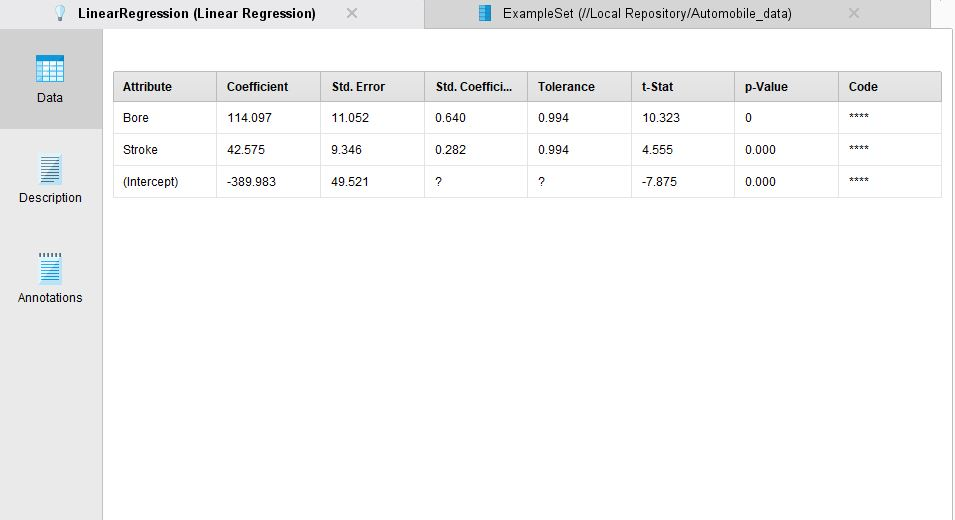 LinearRegression (Linear Regression)
ExampleSet (//Local Repository/Automobile_data)
Data
Description
Annotations
Attribute Coefficient Std. Error Std. Coeffici... Tolerance t-Stat p-Value Code
Bore 114.097 11.052 0.640 0.994 10.323 0 ****
Stroke 42.575 9.346 0.282 0.994 4.555 0.000 ****
(Intercept) -389.983 49.521 ? ? -7.875 0.000 ****